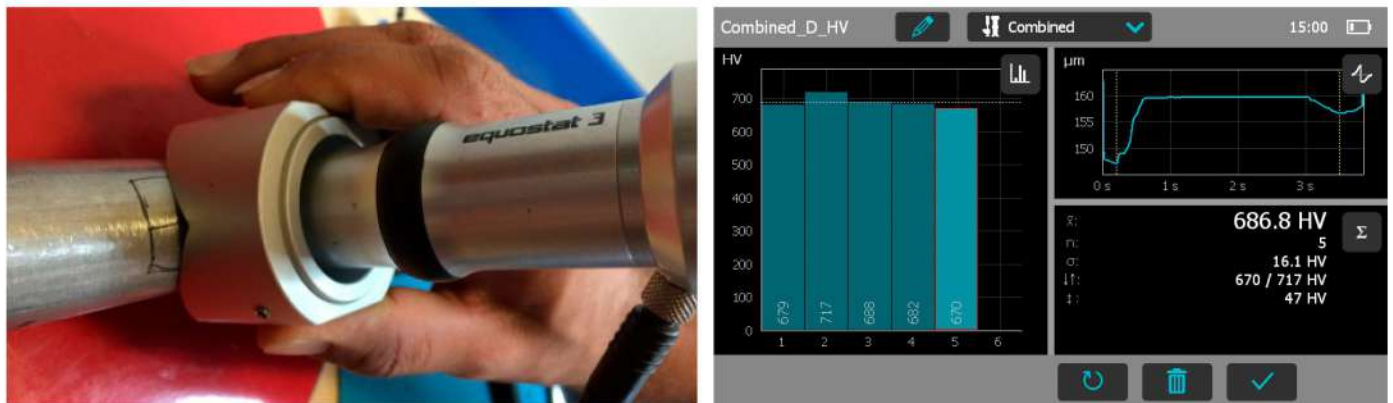 equostat 3
Combined_D_HV
Combined
15:00
HV
700
600
500
400
300
200
100
0
679
717
688
682
670
1 2 3 4 5 6
µm
160
155
150
0 s 1 s 2 s 3 s
x̄: 686.8 HV
n: 5
σ: 16.1 HV
↓↑: 670 / 717 HV
↕: 47 HV
Σ